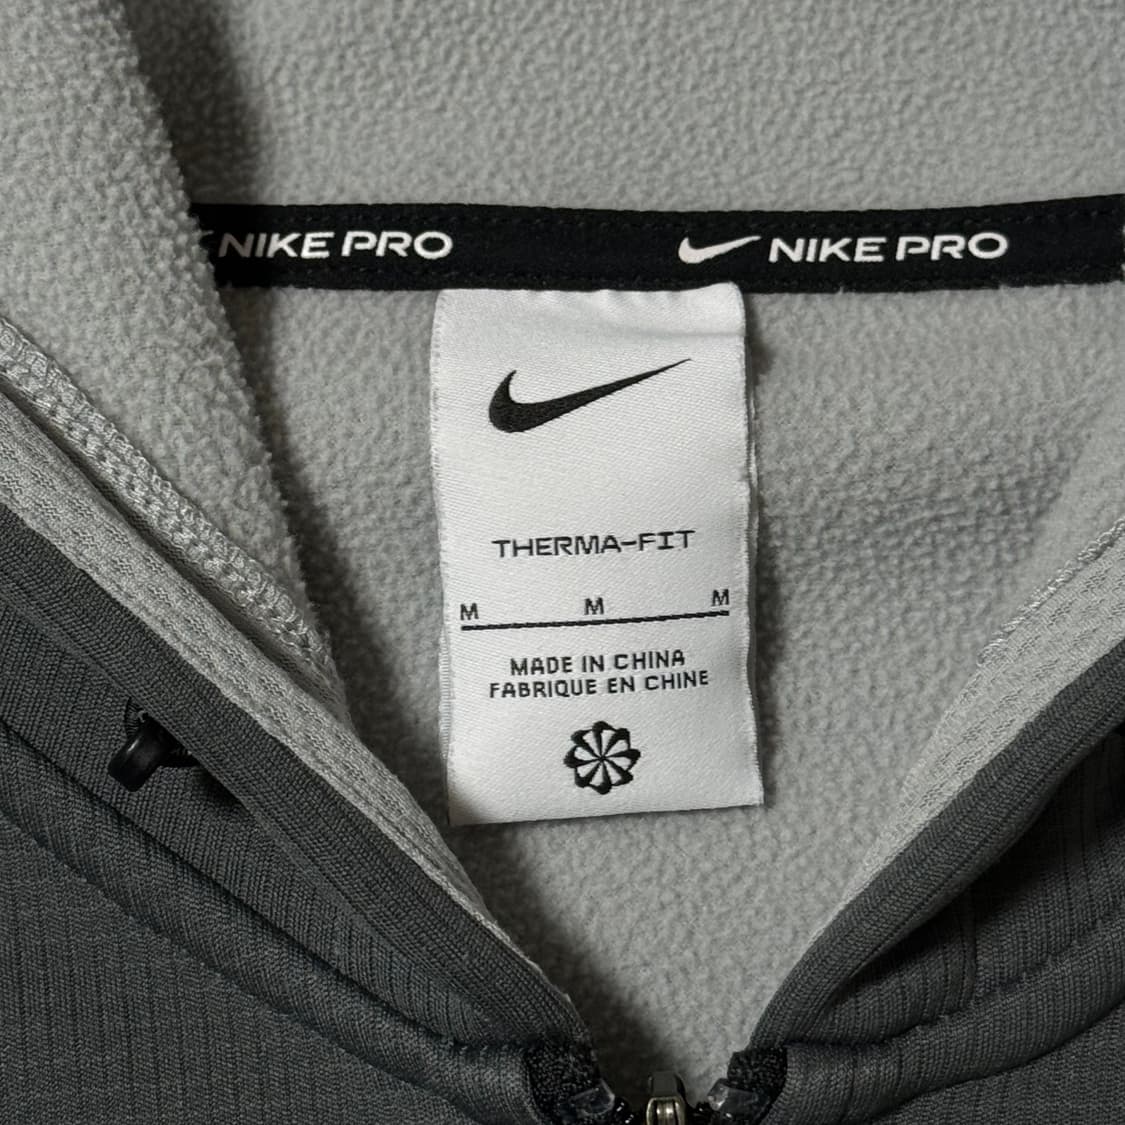 NIKE PRO NIKE PRO
THERMA-FIT
M M M
MADE IN CHINA
FABRIQUE EN CHINE